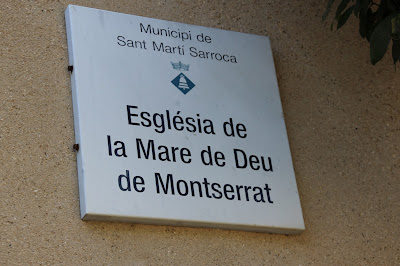 Municipi de
Sant Martí Sarroca
Església de
la Mare de Deu
de Montserrat